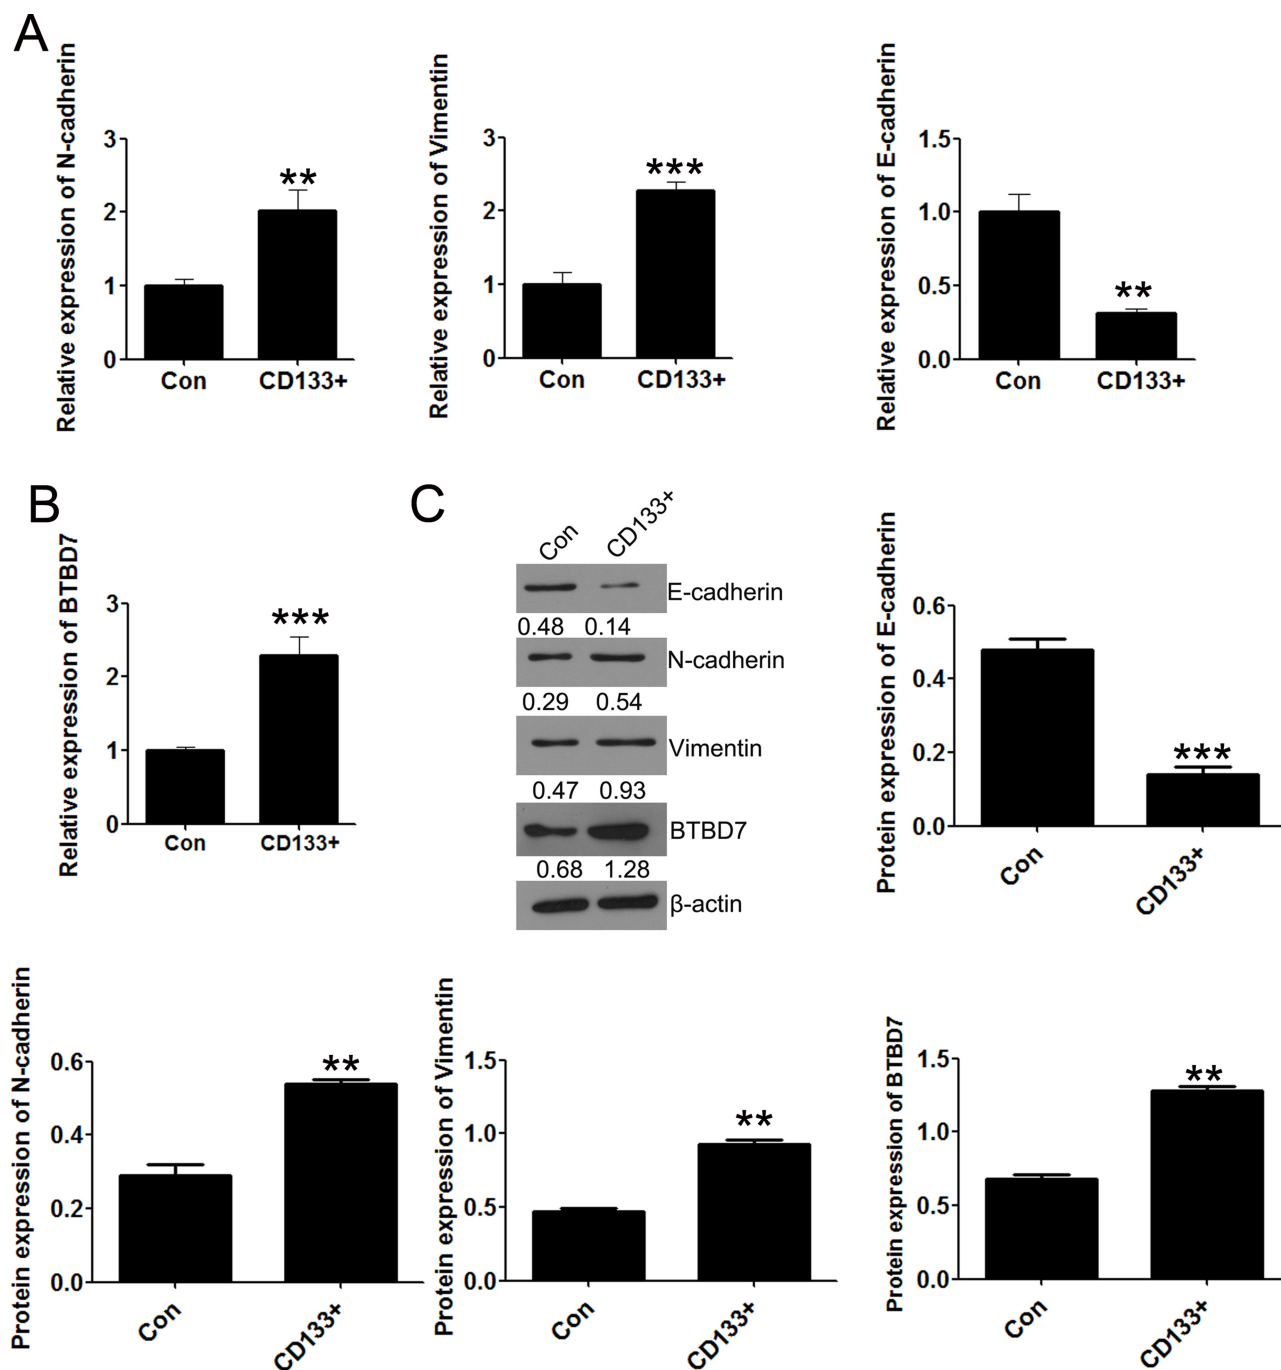 A
Relative expression of N-cadherin
3
2
1
0
**
Con
CD133+
Relative expression of Vimentin
3
2
1
0
***
Con
CD133+
Relative expression of E-cadherin
1.5
1.0
0.5
0.0
**
Con
CD133+
B
Relative expression of BTBD7
3
2
1
0
***
Con
CD133+
C
Con
CD133+
E-cadherin
0.48 0.14
N-cadherin
0.29 0.54
Vimentin
0.47 0.93
BTBD7
0.68 1.28
β-actin
Protein expression of E-cadherin
0.6
0.4
0.2
0.0
***
Con
CD133+
Protein expression of N-cadherin
0.6
0.4
0.2
0.0
**
Con
CD133+
Protein expression of Vimentin
1.5
1.0
0.5
0.0
**
Con
CD133+
Protein expression of BTBD7
1.5
1.0
0.5
0.0
**
Con
CD133+